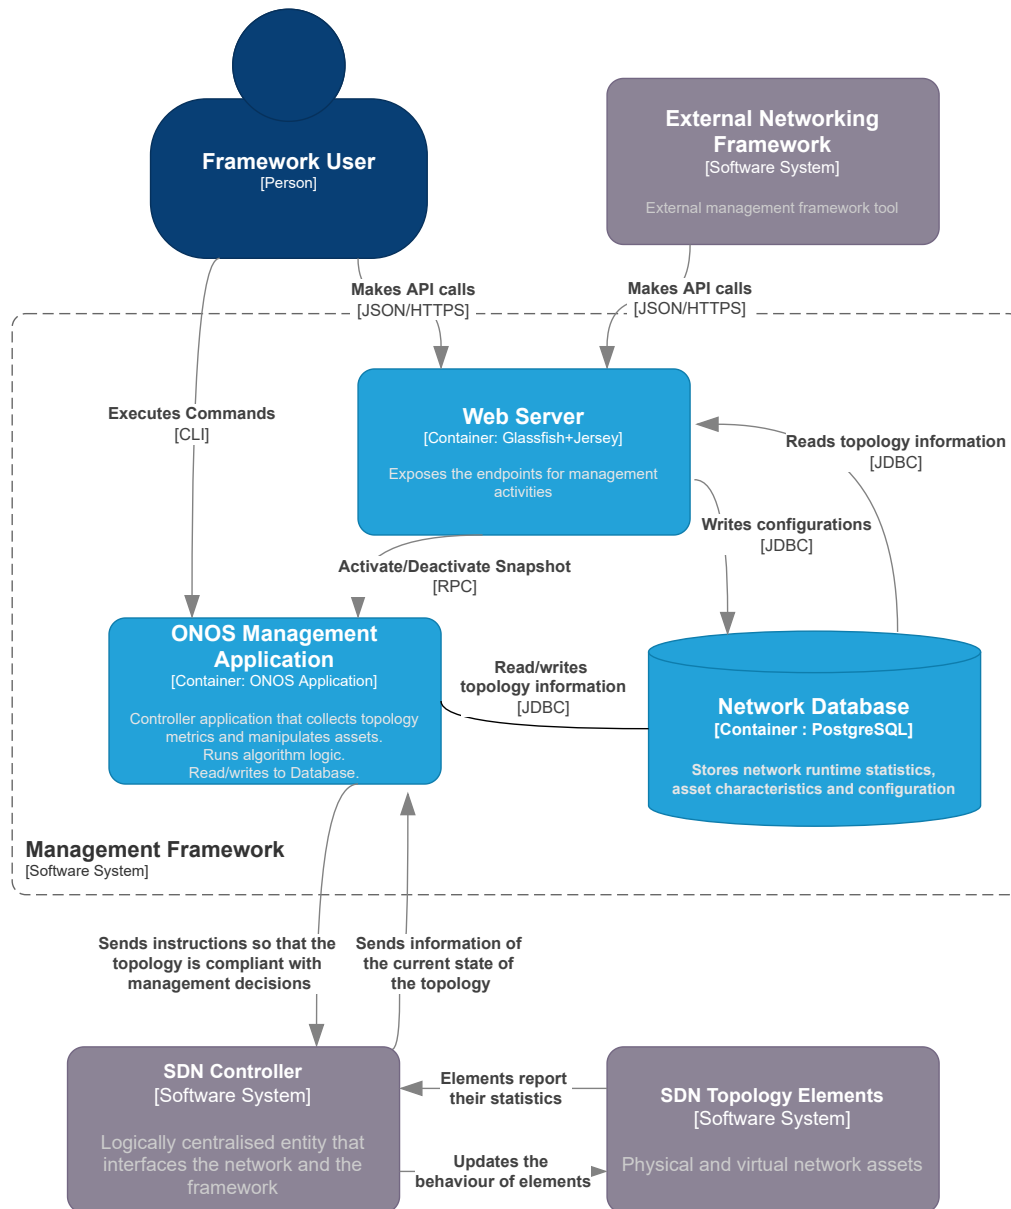 Framework User
[Person]
External Networking
Framework
[Software System]
External management framework tool
Makes API calls
[JSON/HTTPS]
Makes API calls
[JSON/HTTPS]
Executes Commands
[CLI]
Web Server
[Container: Glassfish+Jersey]
Exposes the endpoints for management
activities
Reads topology information
[JDBC]
Writes configurations
[JDBC]
Activate/Deactivate Snapshot
[RPC]
ONOS Management
Application
[Container: ONOS Application]
Controller application that collects topology
metrics and manipulates assets.
Runs algorithm logic.
Read/writes to Database.
Read/writes
topology information
[JDBC]
Network Database
[Container : PostgreSQL]
Stores network runtime statistics,
asset characteristics and configuration
Management Framework
[Software System]
Sends instructions so that the
topology is compliant with
management decisions
Sends information of
the current state of
the topology
SDN Controller
[Software System]
Logically centralised entity that
interfaces the network and the
framework
Elements report
their statistics
Updates the
behaviour of elements
SDN Topology Elements
[Software System]
Physical and virtual network assets